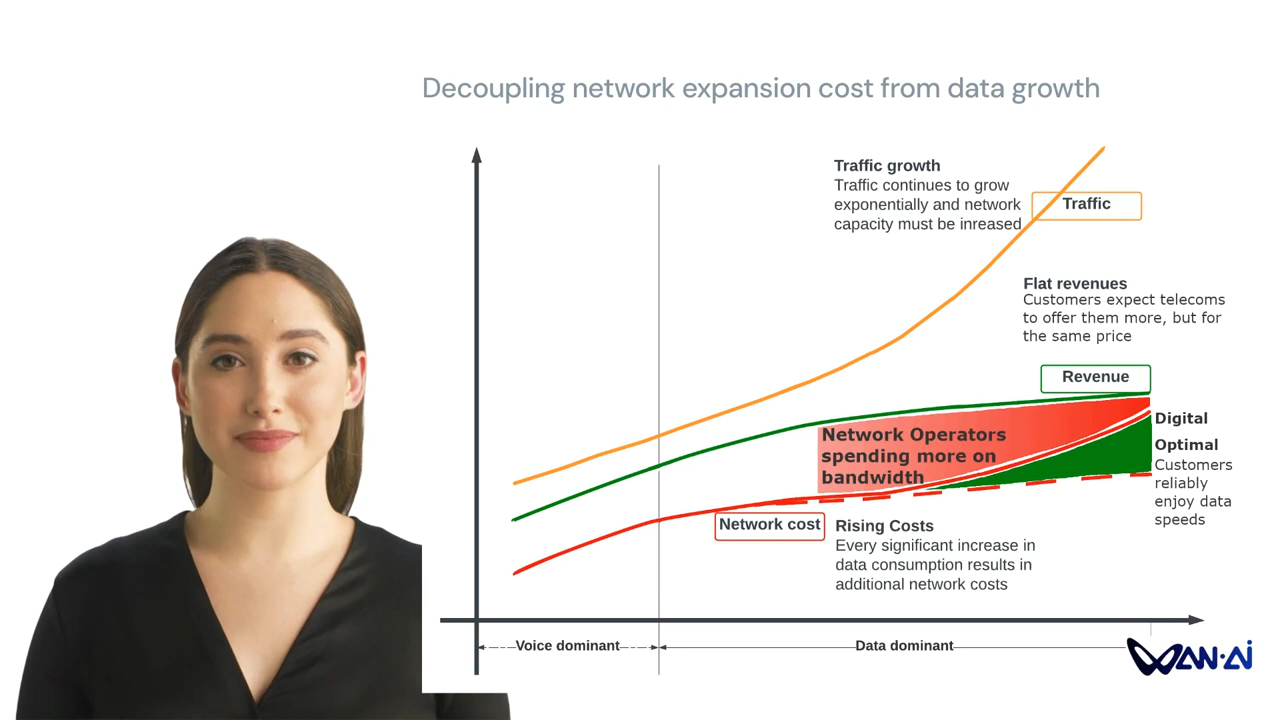 Decoupling network expansion cost from data growth
Traffic growth
Traffic continues to grow
exponentially and network
capacity must be inreased
Traffic
Flat revenues
Customers expect telecoms
to offer them more, but for
the same price
Revenue
Network Operators
spending more on
bandwidth
Digital
Optimal
Customers
reliably
enjoy data
speeds
Network cost
Rising Costs
Every significant increase in
data consumption results in
additional network costs
Voice dominant
Data dominant
WAN·Ai